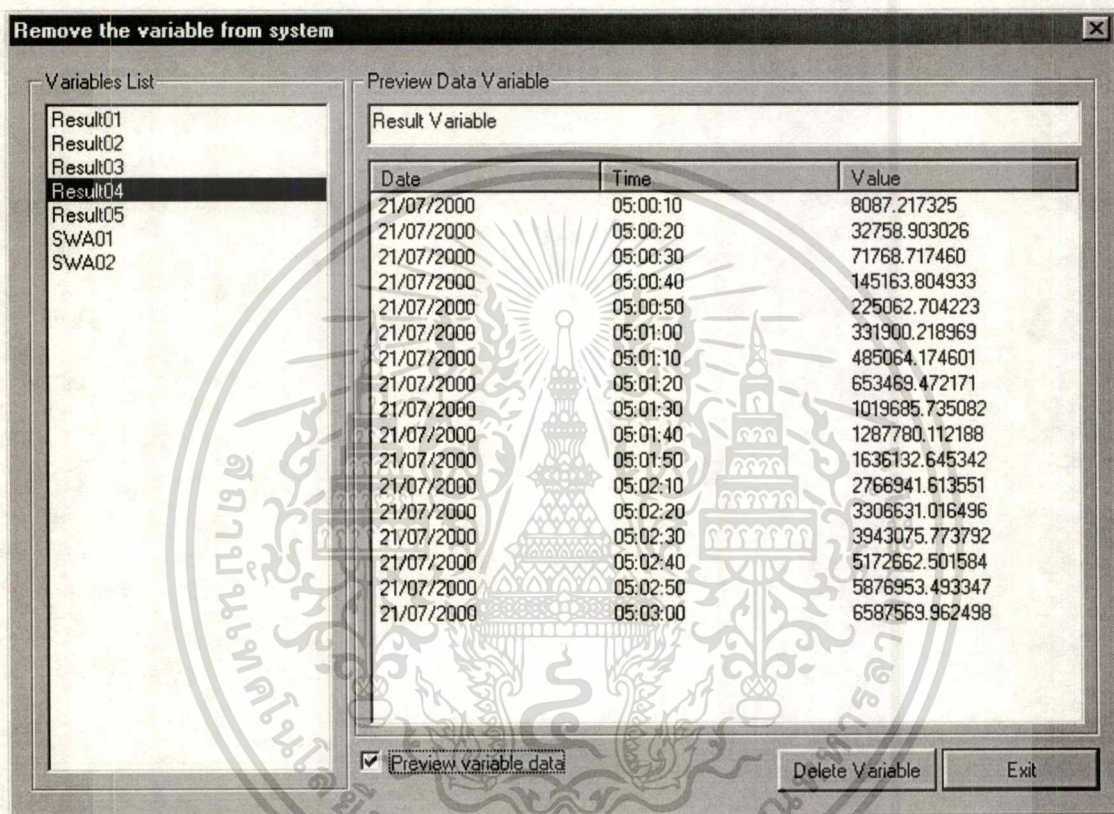 Remove the variable from system
Variables List
Result01
Result02
Result03
Result04
Result05
SWA01
SWA02
Preview Data Variable
Result Variable
Date Time Value
21/07/2000 05:00:10 8087.217325
21/07/2000 05:00:20 32758.903026
21/07/2000 05:00:30 71768.717460
21/07/2000 05:00:40 145163.804933
21/07/2000 05:00:50 225062.704223
21/07/2000 05:01:00 331900.218969
21/07/2000 05:01:10 485064.174601
21/07/2000 05:01:20 653469.472171
21/07/2000 05:01:30 1019685.735082
21/07/2000 05:01:40 1287780.112188
21/07/2000 05:01:50 1636132.645342
21/07/2000 05:02:10 2766941.613551
21/07/2000 05:02:20 3306631.016496
21/07/2000 05:02:30 3943075.773792
21/07/2000 05:02:40 5172662.501584
21/07/2000 05:02:50 5876953.493347
21/07/2000 05:03:00 6587569.962498
Preview variable data
Delete Variable
Exit